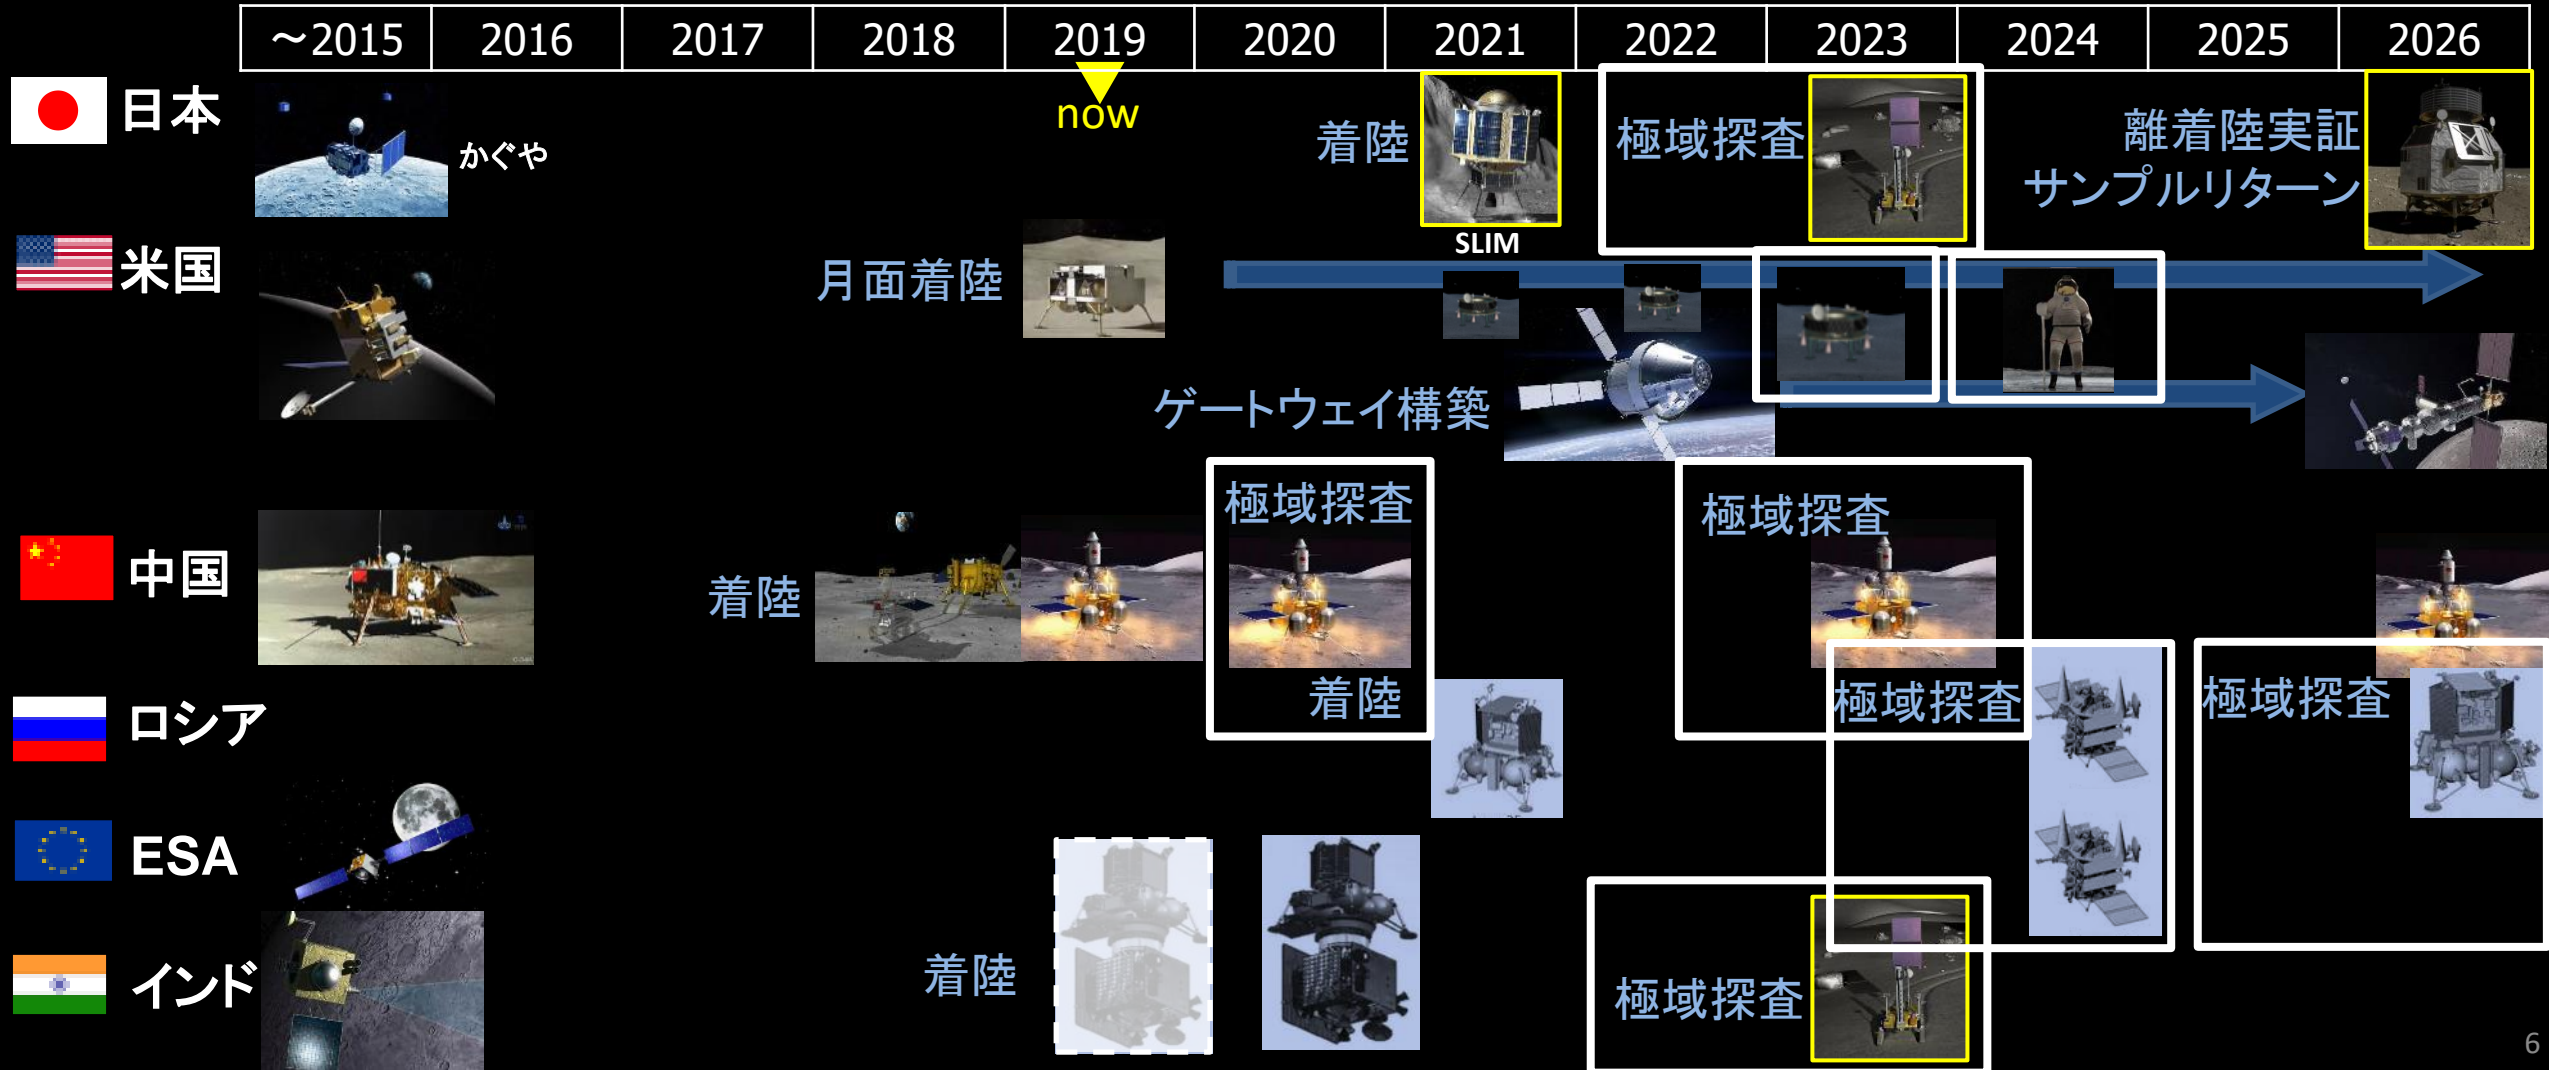 ～2015 2016 2017 2018 2019 2020 2021 2022 2023 2024 2025 2026
now
日本
かぐや
着陸
SLIM
極域探査
離着陸実証
サンプルリターン
米国
月面着陸
ゲートウェイ構築
中国
着陸
極域探査
極域探査
ロシア
着陸
極域探査
極域探査
ESA
インド
着陸
極域探査
6